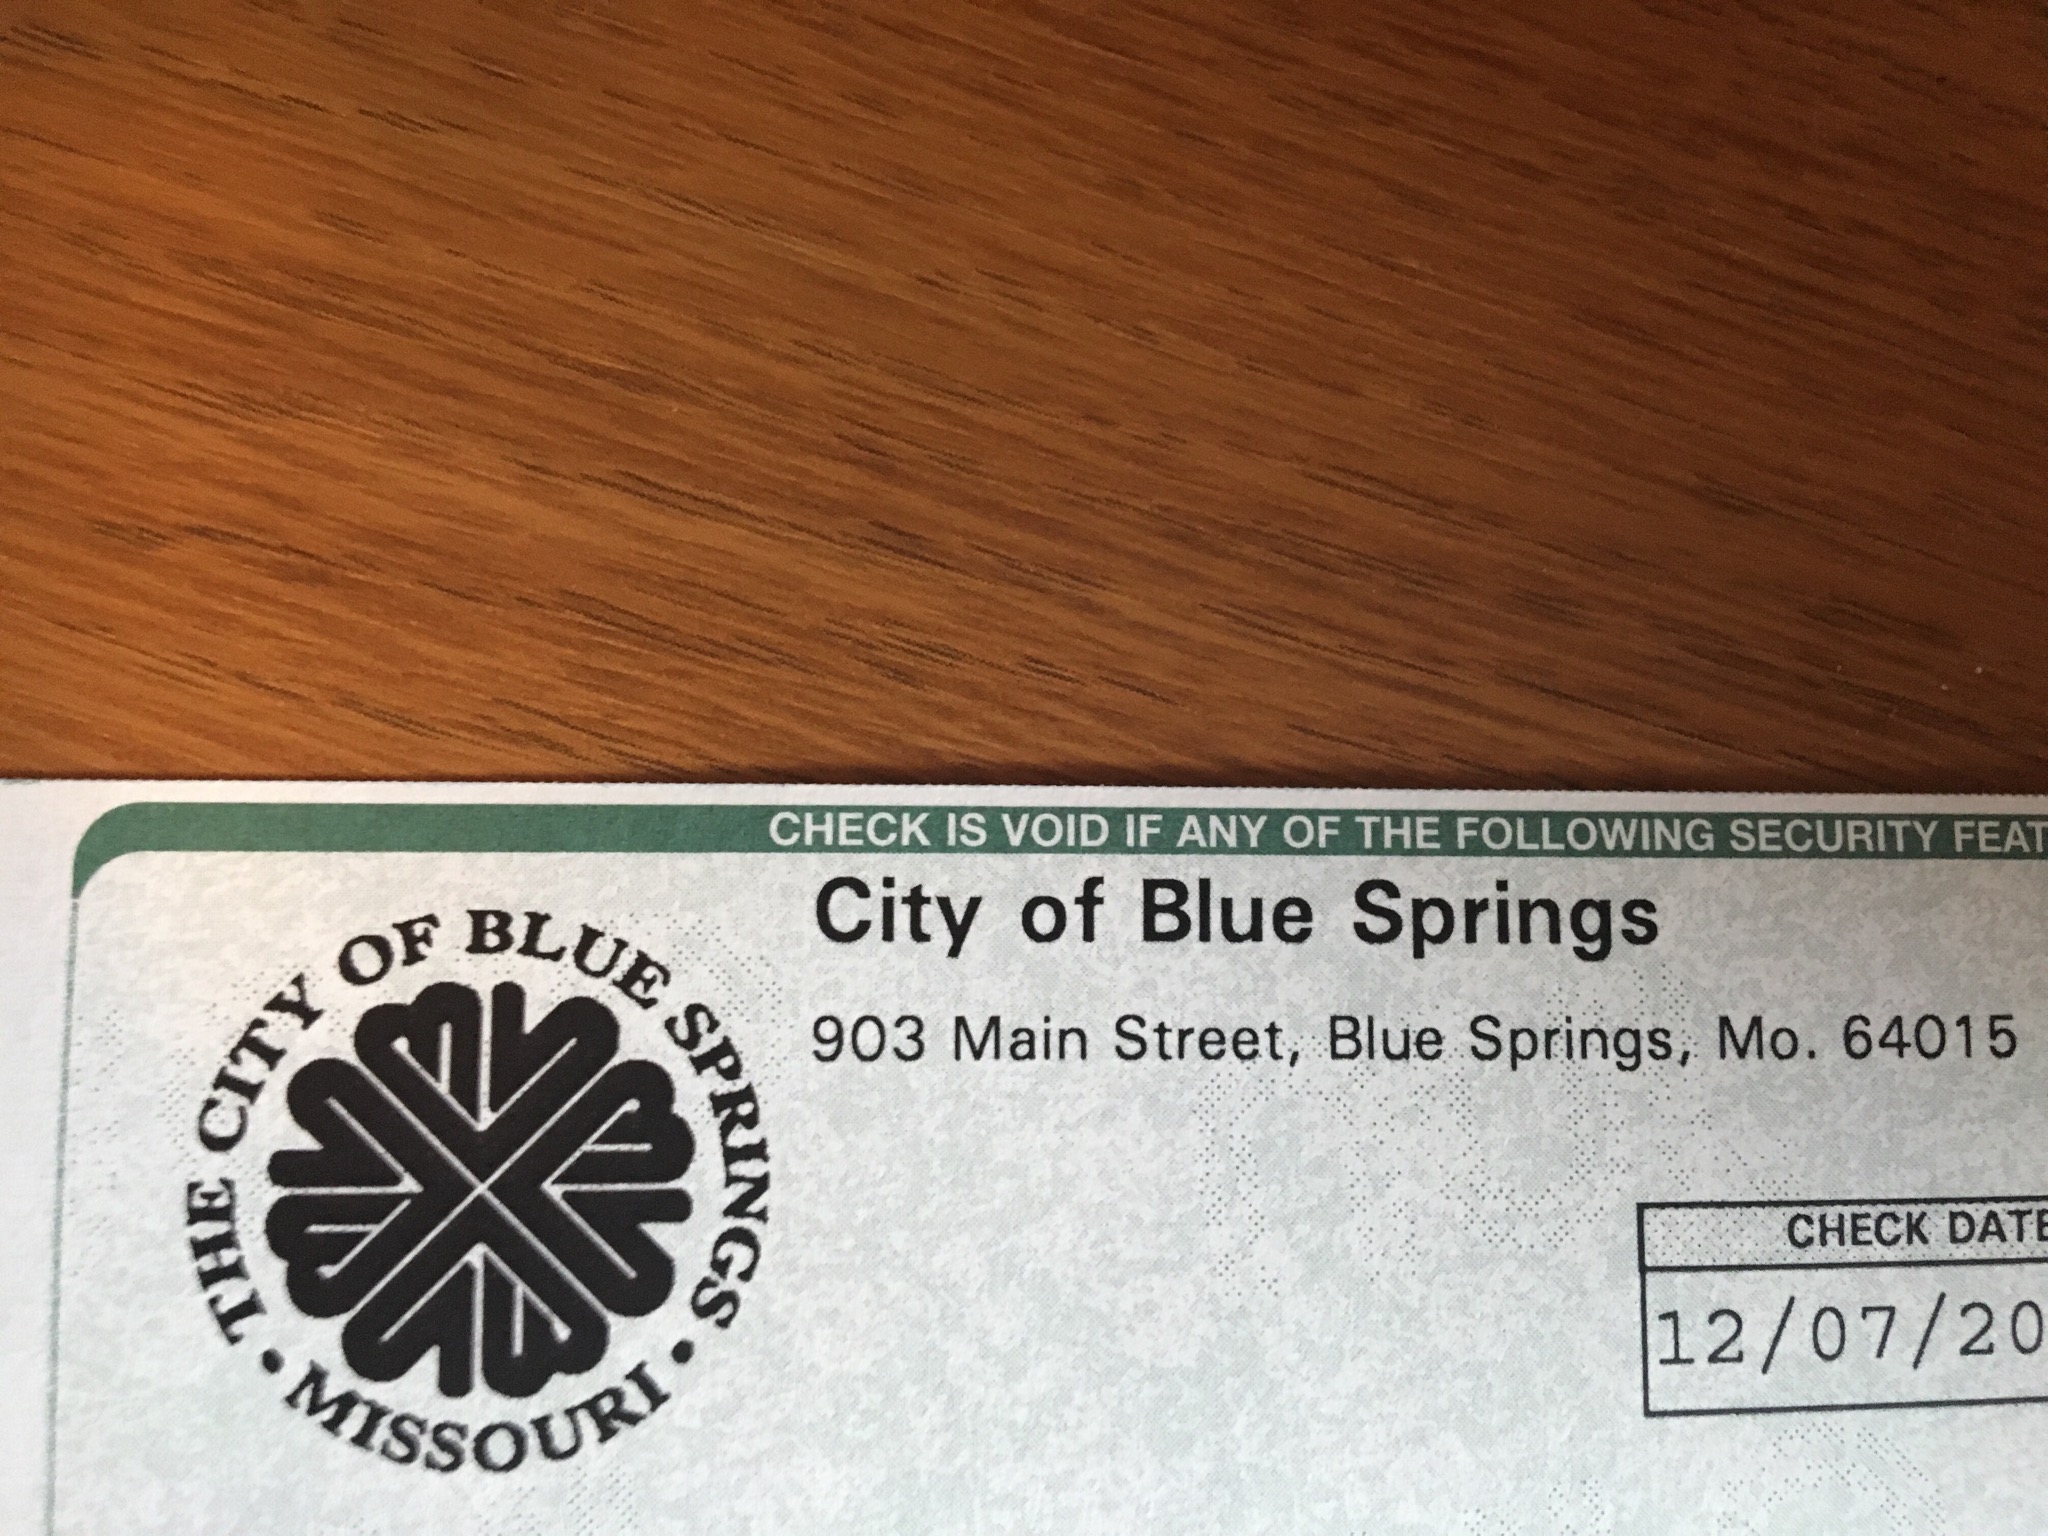 CHECK IS VOID IF ANY OF THE FOLLOWING SECURITY FEAT
City of Blue Springs
903 Main Street, Blue Springs, Mo. 64015
THE CITY OF BLUE SPRINGS • MISSOURI •
CHECK DATE
12/07/20